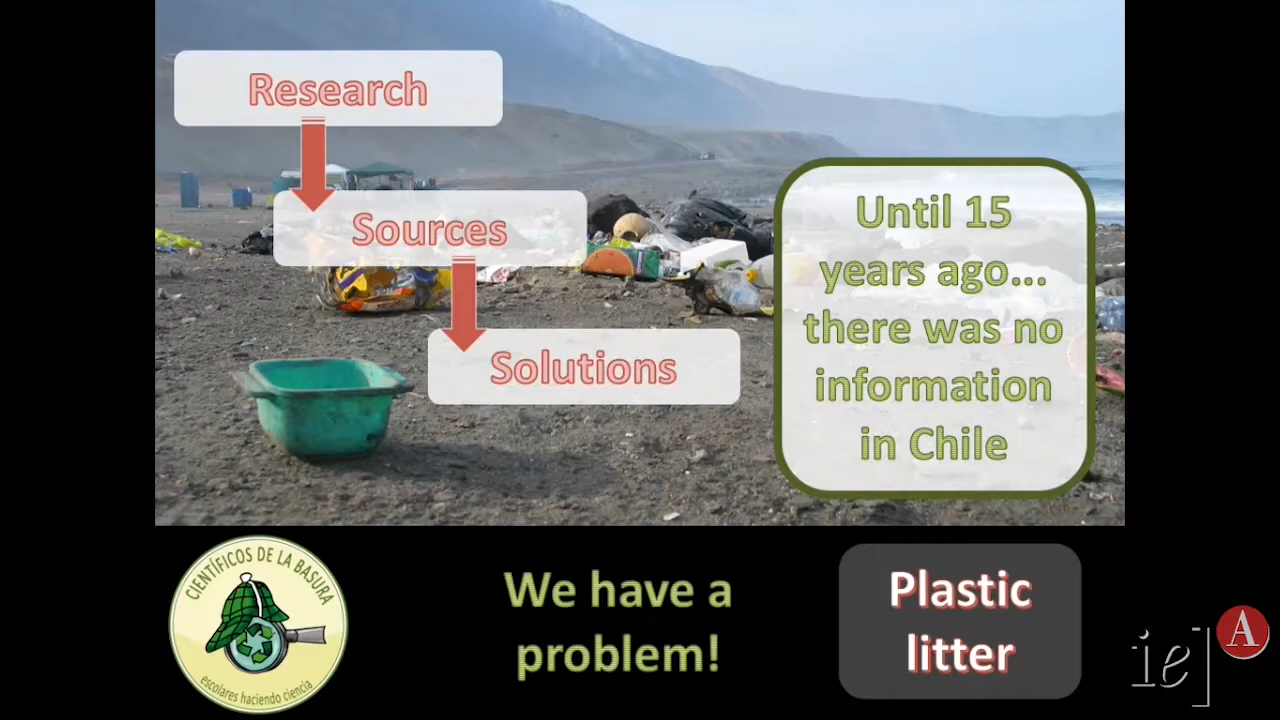 Research
Sources
Solutions
Until 15
years ago...
there was no
information
in Chile
CIENTÍFICOS DE LA BASURA
escolares haciendo ciencia
We have a
problem!
Plastic
litter
ie]
A